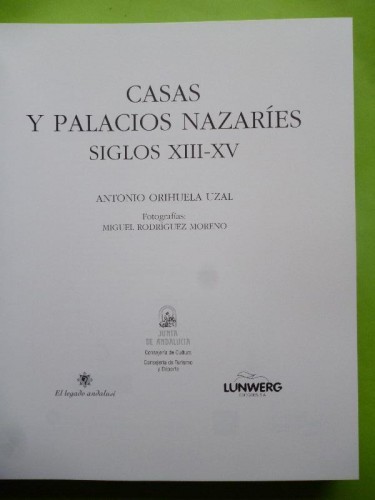 CASAS
Y PALACIOS NAZARÍES
SIGLOS XIII-XV
ANTONIO ORIHUELA UZAL
Fotografías:
MIGUEL RODRÍGUEZ MORENO
JUNTA
DE ANDALUCIA
Consejería de Cultura
Consejería de Turismo
y Deporte
El legado andalusí
LUNWERG
EDITORES